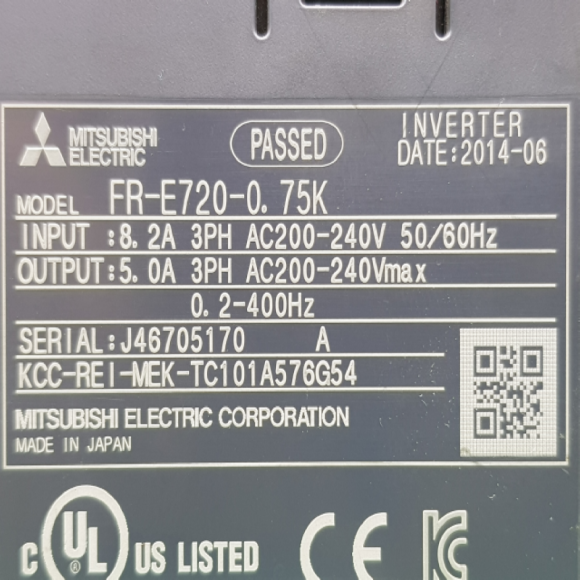 MITSUBISHI ELECTRIC
PASSED
INVERTER
DATE:2014-06
MODEL FR-E720-0.75K
INPUT :8.2A 3PH AC200-240V 50/60Hz
OUTPUT:5.0A 3PH AC200-240Vmax
0.2-400Hz
SERIAL:J46705170 A
KCC-REI-MEK-TC101A576G54
MITSUBISHI ELECTRIC CORPORATION
MADE IN JAPAN
C UL US LISTED CE